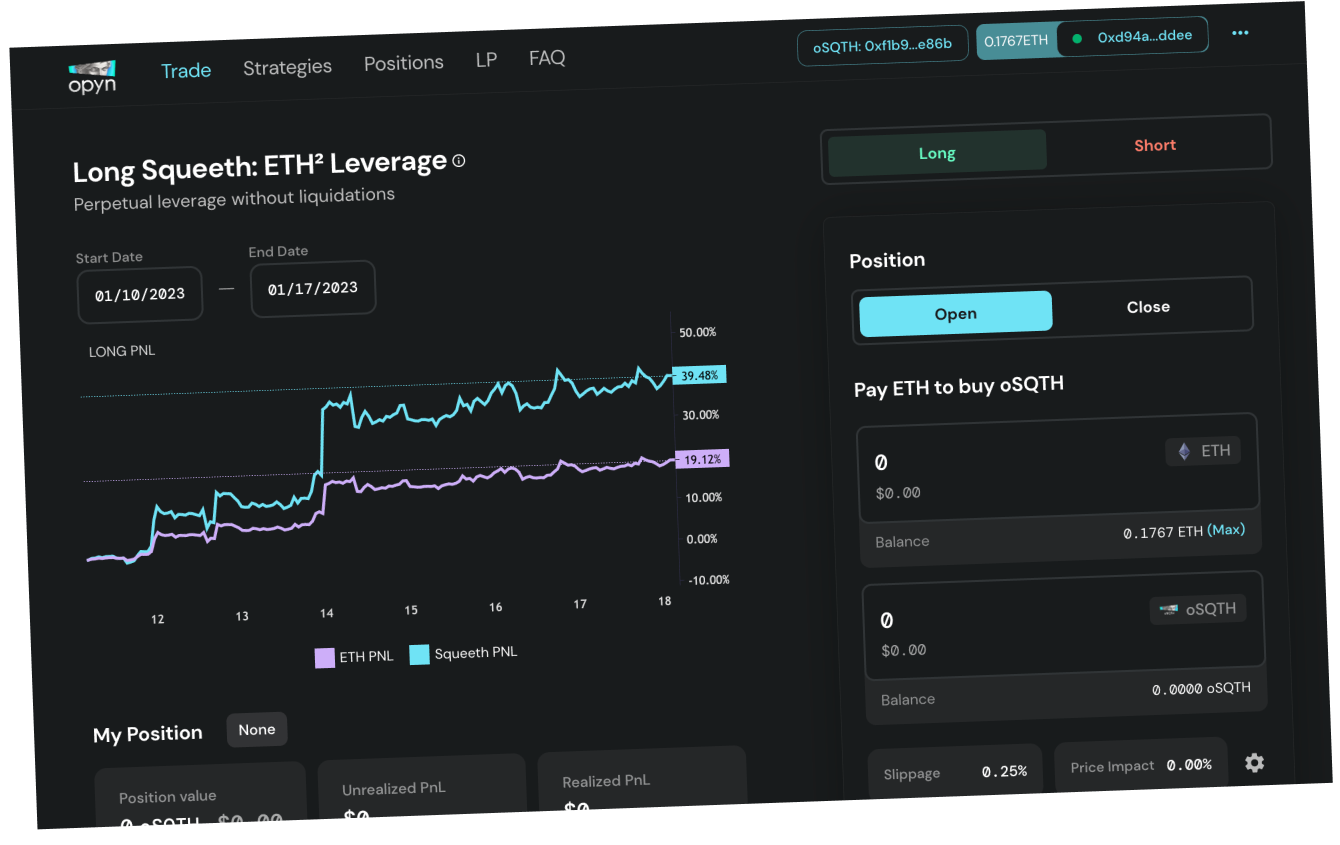 opyn
Trade Strategies Positions LP FAQ
oSQTH: 0xf1b9...e86b 0.1767ETH 0xd94a...ddee
Long Squeeth: ETH² Leverage
Perpetual leverage without liquidations
Start Date
End Date
01/10/2023 — 01/17/2023
LONG PNL
50.00%
39.48%
30.00%
19.12%
10.00%
0.00%
-10.00%
12 13 14 15 16 17 18
ETH PNL Squeeth PNL
My Position None
Position value
0 oSQTH $0.00
Unrealized PnL
$0
Realized PnL
$0
Long Short
Position
Open Close
Pay ETH to buy oSQTH
0 ETH
$0.00
Balance 0.1767 ETH (Max)
0 oSQTH
$0.00
Balance 0.0000 oSQTH
Slippage 0.25% Price Impact 0.00%